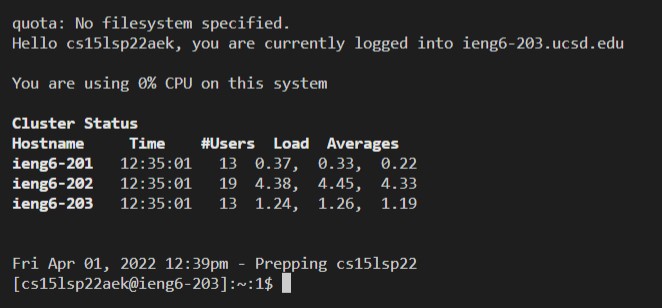 quota: No filesystem specified.
Hello cs15lsp22aek, you are currently logged into ieng6-203.ucsd.edu
You are using 0% CPU on this system
Cluster Status
Hostname     Time    #Users  Load  Averages
ieng6-201   12:35:01   13  0.37,  0.33,  0.22
ieng6-202   12:35:01   19  4.38,  4.45,  4.33
ieng6-203   12:35:01   13  1.24,  1.26,  1.19
Fri Apr 01, 2022 12:39pm - Prepping cs15lsp22
[cs15lsp22aek@ieng6-203]:~:1$